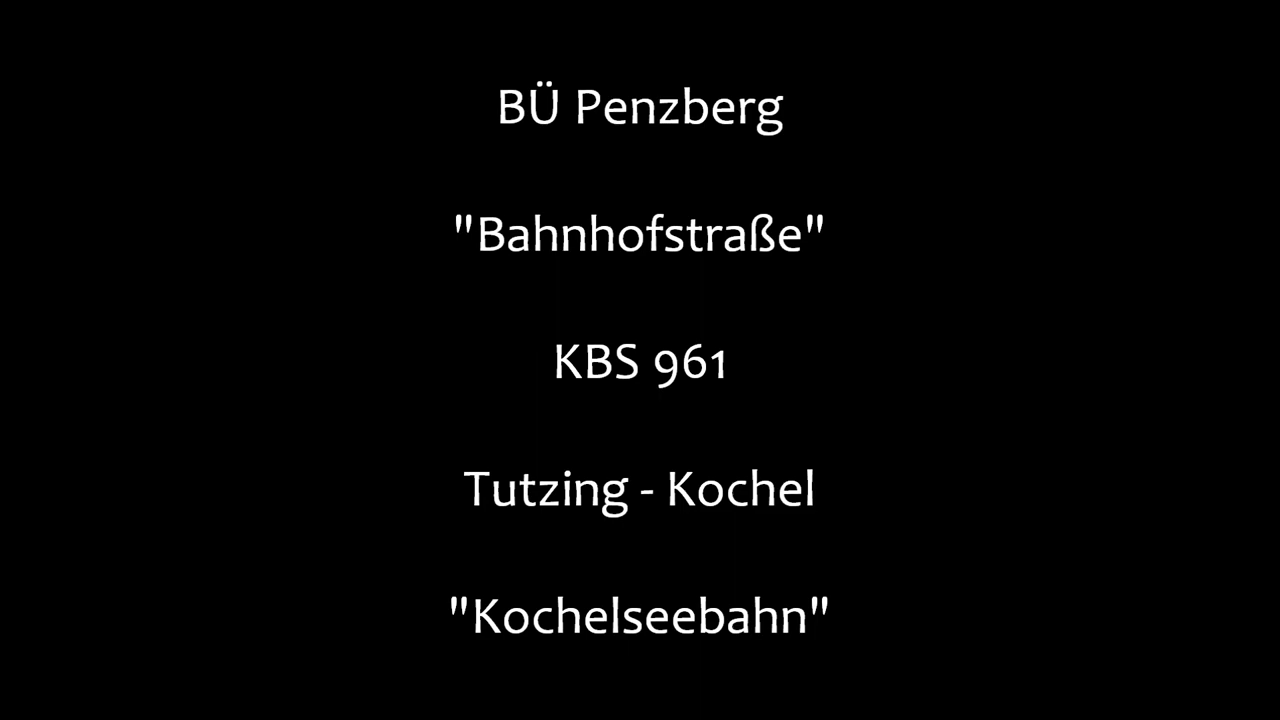 BÜ Penzberg
"Bahnhofstraße"
KBS 961
Tutzing - Kochel
"Kochelseebahn"